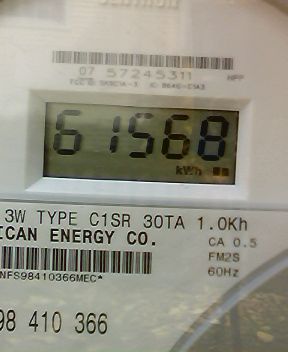 07 57245311
61568
kWh
3W TYPE C1SR 30TA 1.0Kh
ICAN ENERGY CO.
CA 0.5
FM2S
60Hz
NFS98410366MEC*
98 410 366